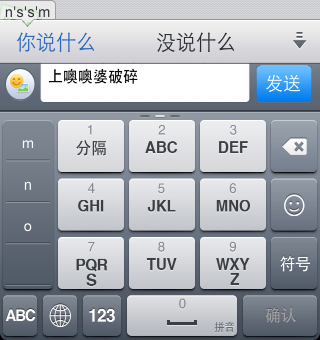 n's's'm
你说什么 没说什么
上噢噢婆破碎 发送
m 1 分隔 2 ABC 3 DEF
n 4 GHI 5 JKL 6 MNO
o 7 PQRS 8 TUV 9 WXYZ 符号
ABC 123 0 拼音 确认